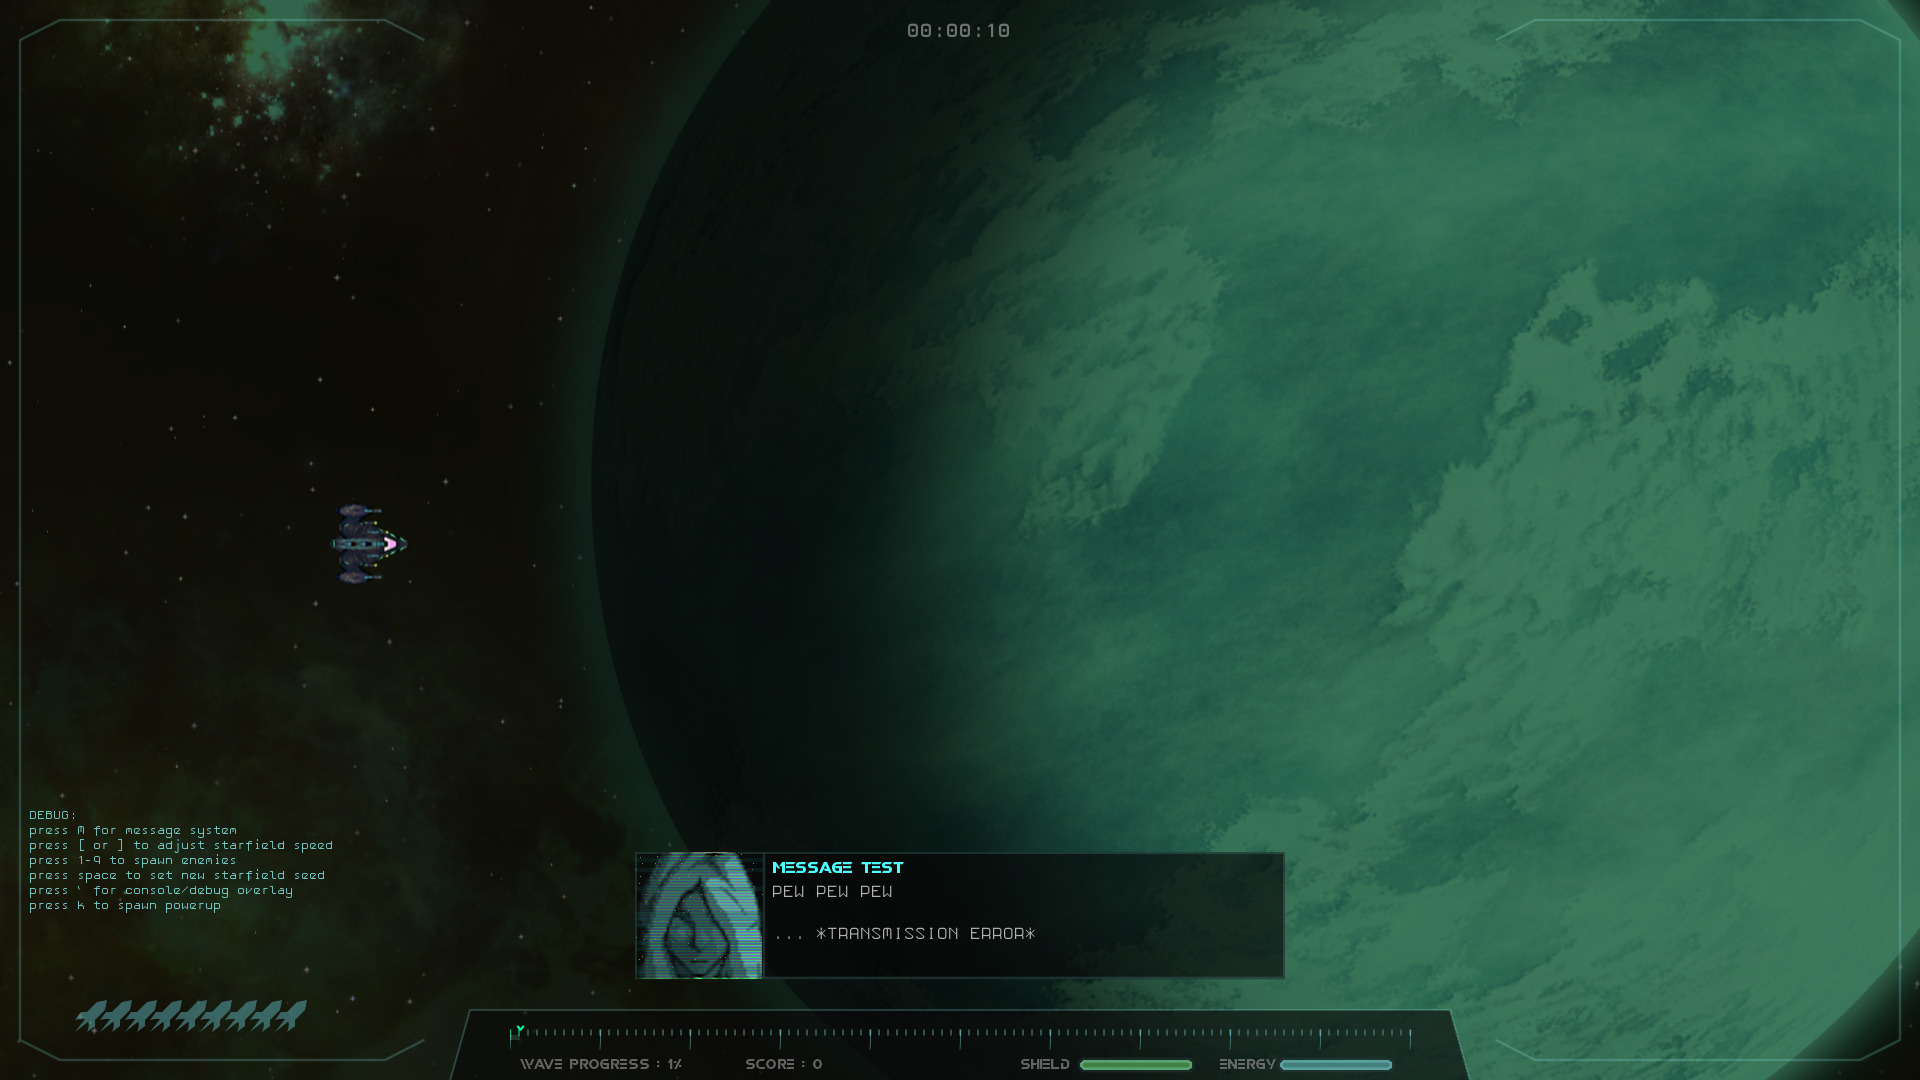 00:00:10
DEBUG:
press M for message system
press [ or ] to adjust starfield speed
press 1-9 to spawn enemies
press space to set new starfield seed
press ` for console/debug overlay
press k to spawn powerup
MESSAGE TEST
PEW PEW PEW
... *TRANSMISSION ERROR*
WAVE PROGRESS : 1%
SCORE : 0
SHIELD
ENERGY